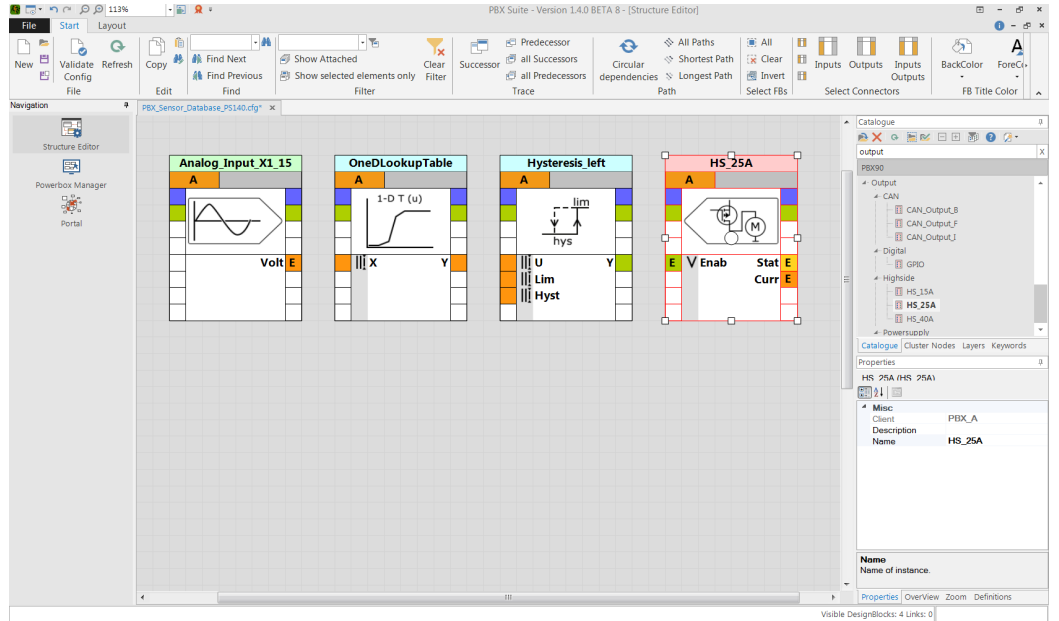 113%
PBX Suite - Version 1.4.0 BETA 8 - [Structure Editor]
File Start Layout
New
Validate Config
Refresh
File
Copy
Edit
Find Next
Find Previous
Find
Show Attached
Show selected elements only
Clear Filter
Filter
Successor
Predecessor
all Successors
all Predecessors
Trace
Circular dependencies
All Paths
Shortest Path
Longest Path
Path
All
Clear
Invert
Select FBs
Inputs
Outputs
Inputs Outputs
Select Connectors
BackColor
ForeCo
FB Title Color
Navigation
Structure Editor
Powerbox Manager
Portal
PBX_Sensor_Database_PS140.cfg*
Analog_Input_X1_15
A
Volt E
OneDLookupTable
A
1-D T (u)
X Y
Hysteresis_left
A
lim
hys
U Y
Lim
Hyst
HS_25A
A
M
E Enab Stat E
Curr E
Catalogue
output X
PBX90
Output
CAN
CAN_Output_B
CAN_Output_F
CAN_Output_I
Digital
GPIO
Highside
HS_15A
HS_25A
HS_40A
Powersupply
Catalogue Cluster Nodes Layers Keywords
Properties
HS_25A (HS_25A)
Misc
Client PBX_A
Description
Name HS_25A
Name
Name of instance.
Properties OverView Zoom Definitions
Visible DesignBlocks: 4 Links: 0